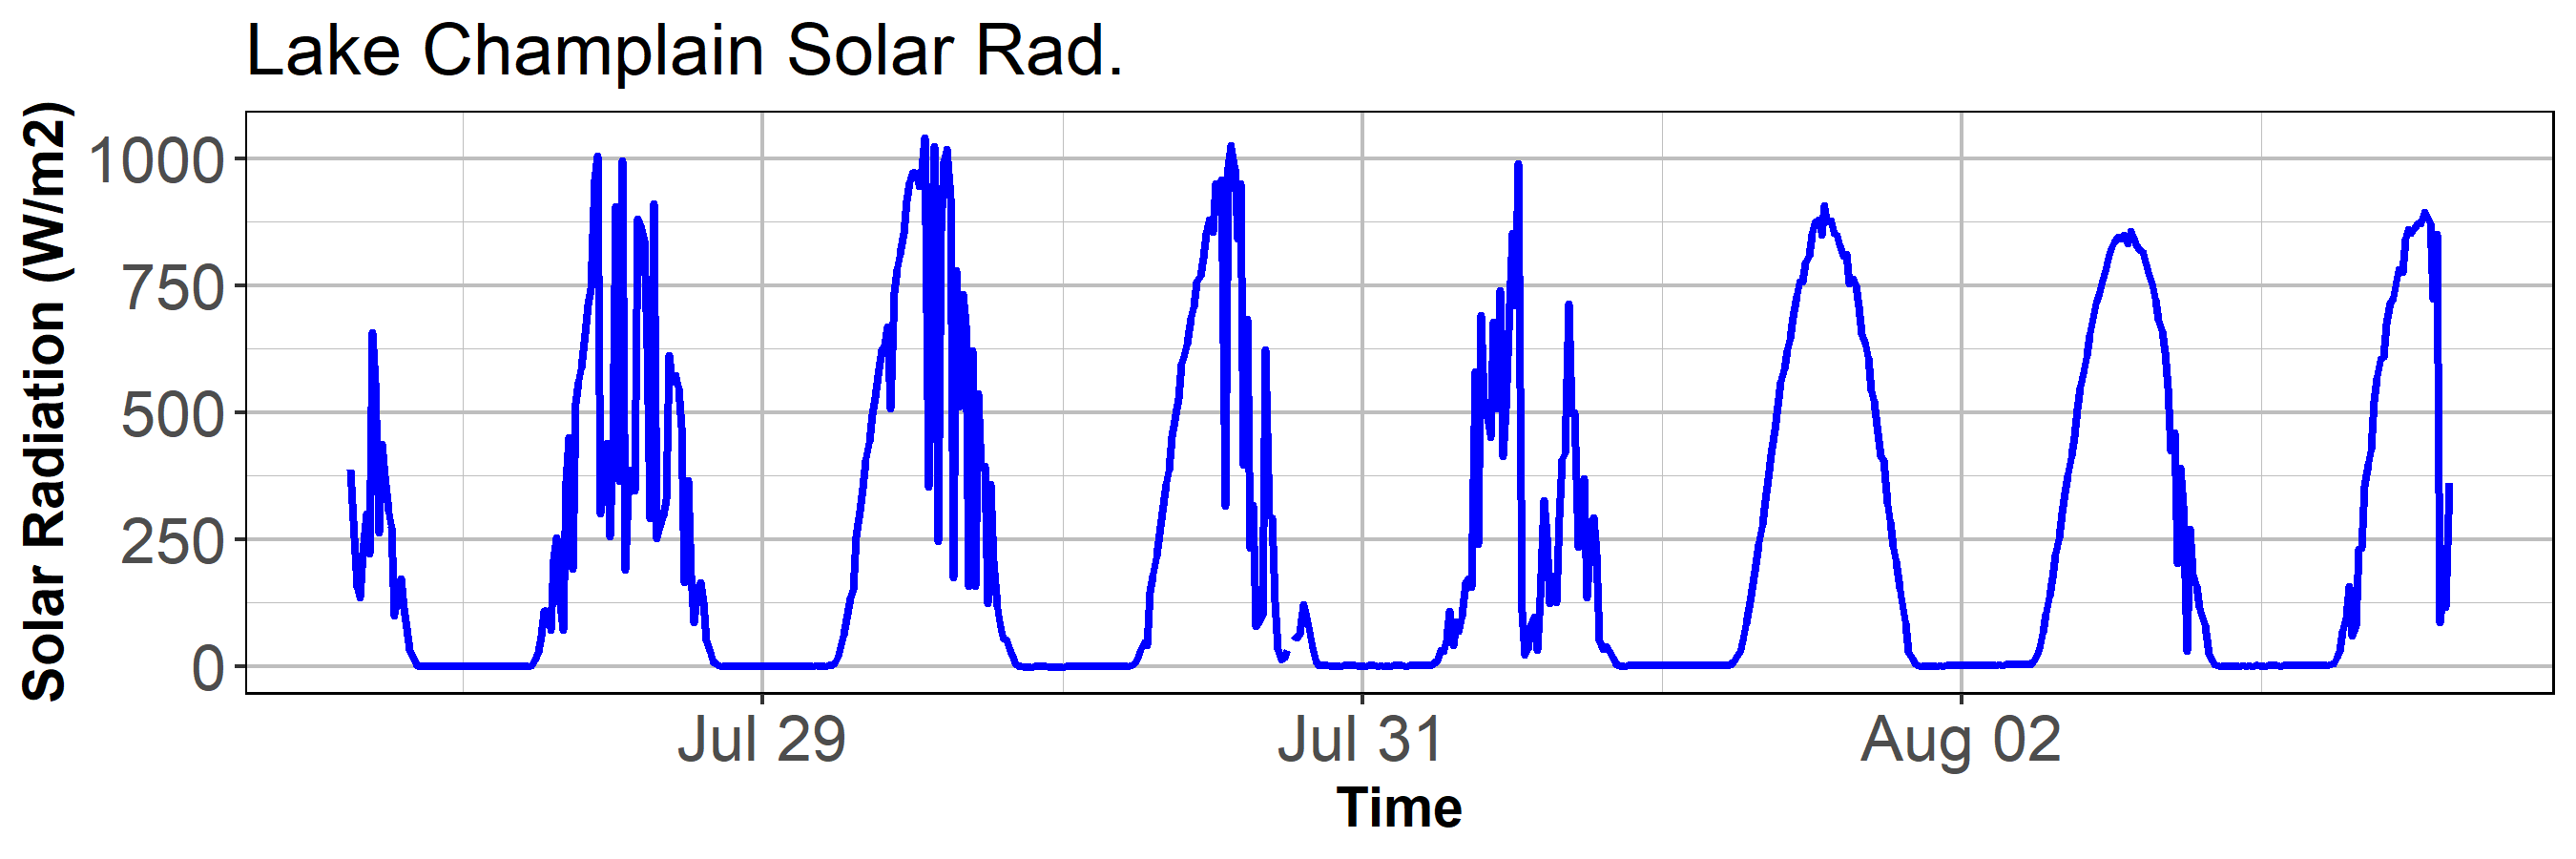 Lake Champlain Solar Rad.
Solar Radiation (W/m2)
1000
750
500
250
0
Jul 29
Jul 31
Aug 02
Time